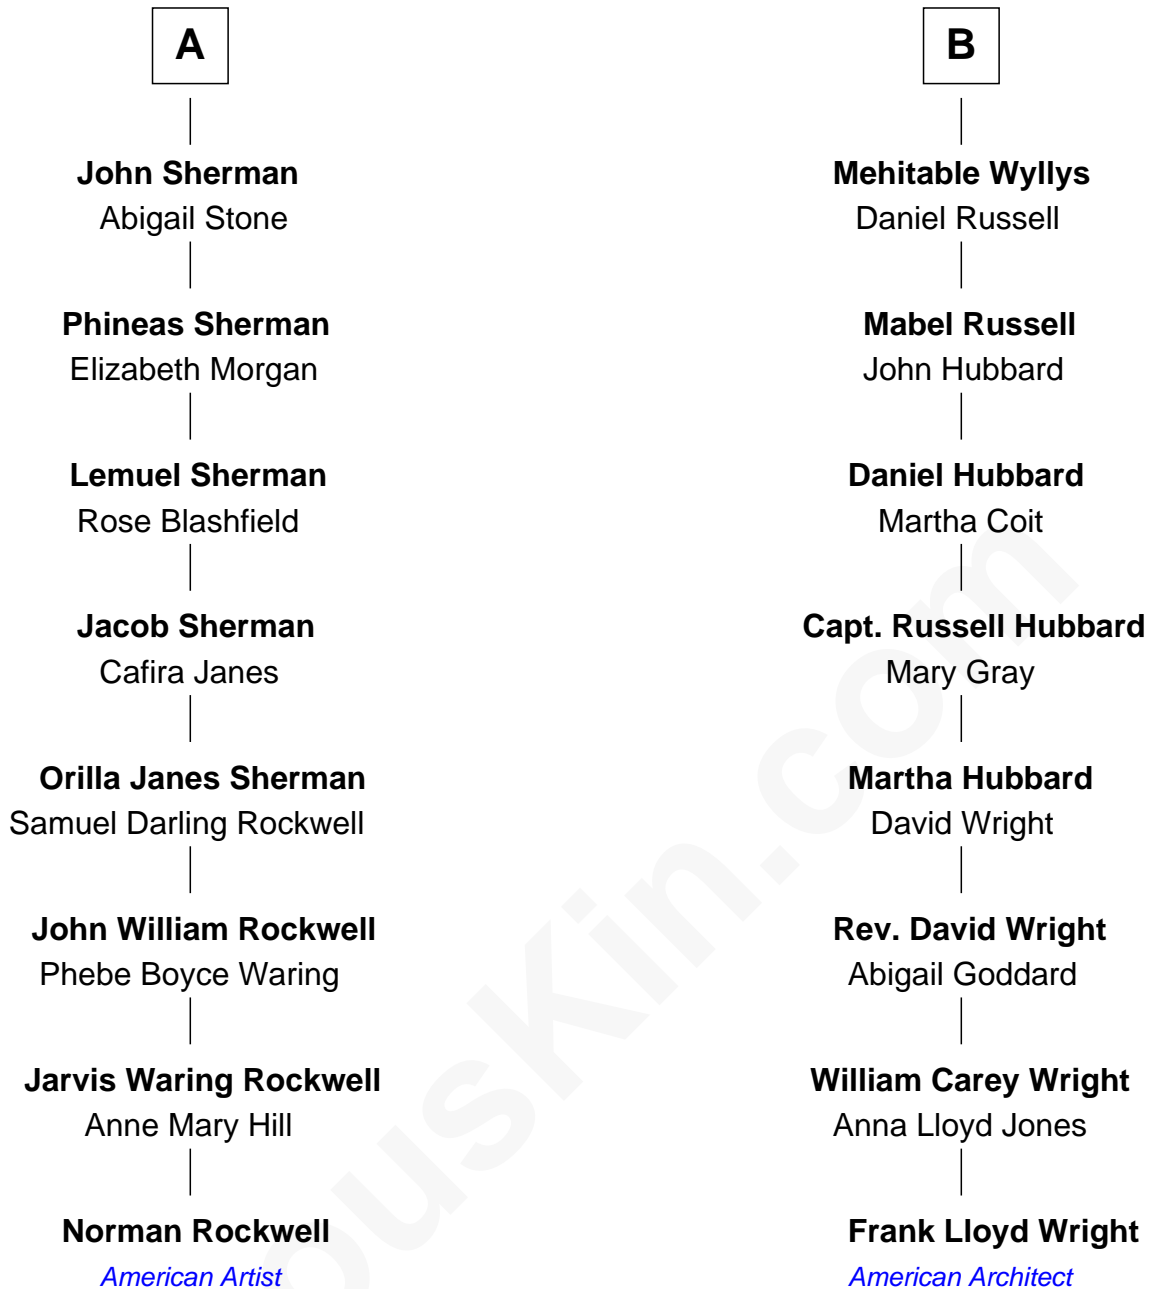 A
John Sherman
Abigail Stone
Phineas Sherman
Elizabeth Morgan
Lemuel Sherman
Rose Blashfield
Jacob Sherman
Cafira Janes
Orilla Janes Sherman
Samuel Darling Rockwell
John William Rockwell
Phebe Boyce Waring
Jarvis Waring Rockwell
Anne Mary Hill
Norman Rockwell
American Artist
B
Mehitable Wyllys
Daniel Russell
Mabel Russell
John Hubbard
Daniel Hubbard
Martha Coit
Capt. Russell Hubbard
Mary Gray
Martha Hubbard
David Wright
Rev. David Wright
Abigail Goddard
William Carey Wright
Anna Lloyd Jones
Frank Lloyd Wright
American Architect
ousKin.com